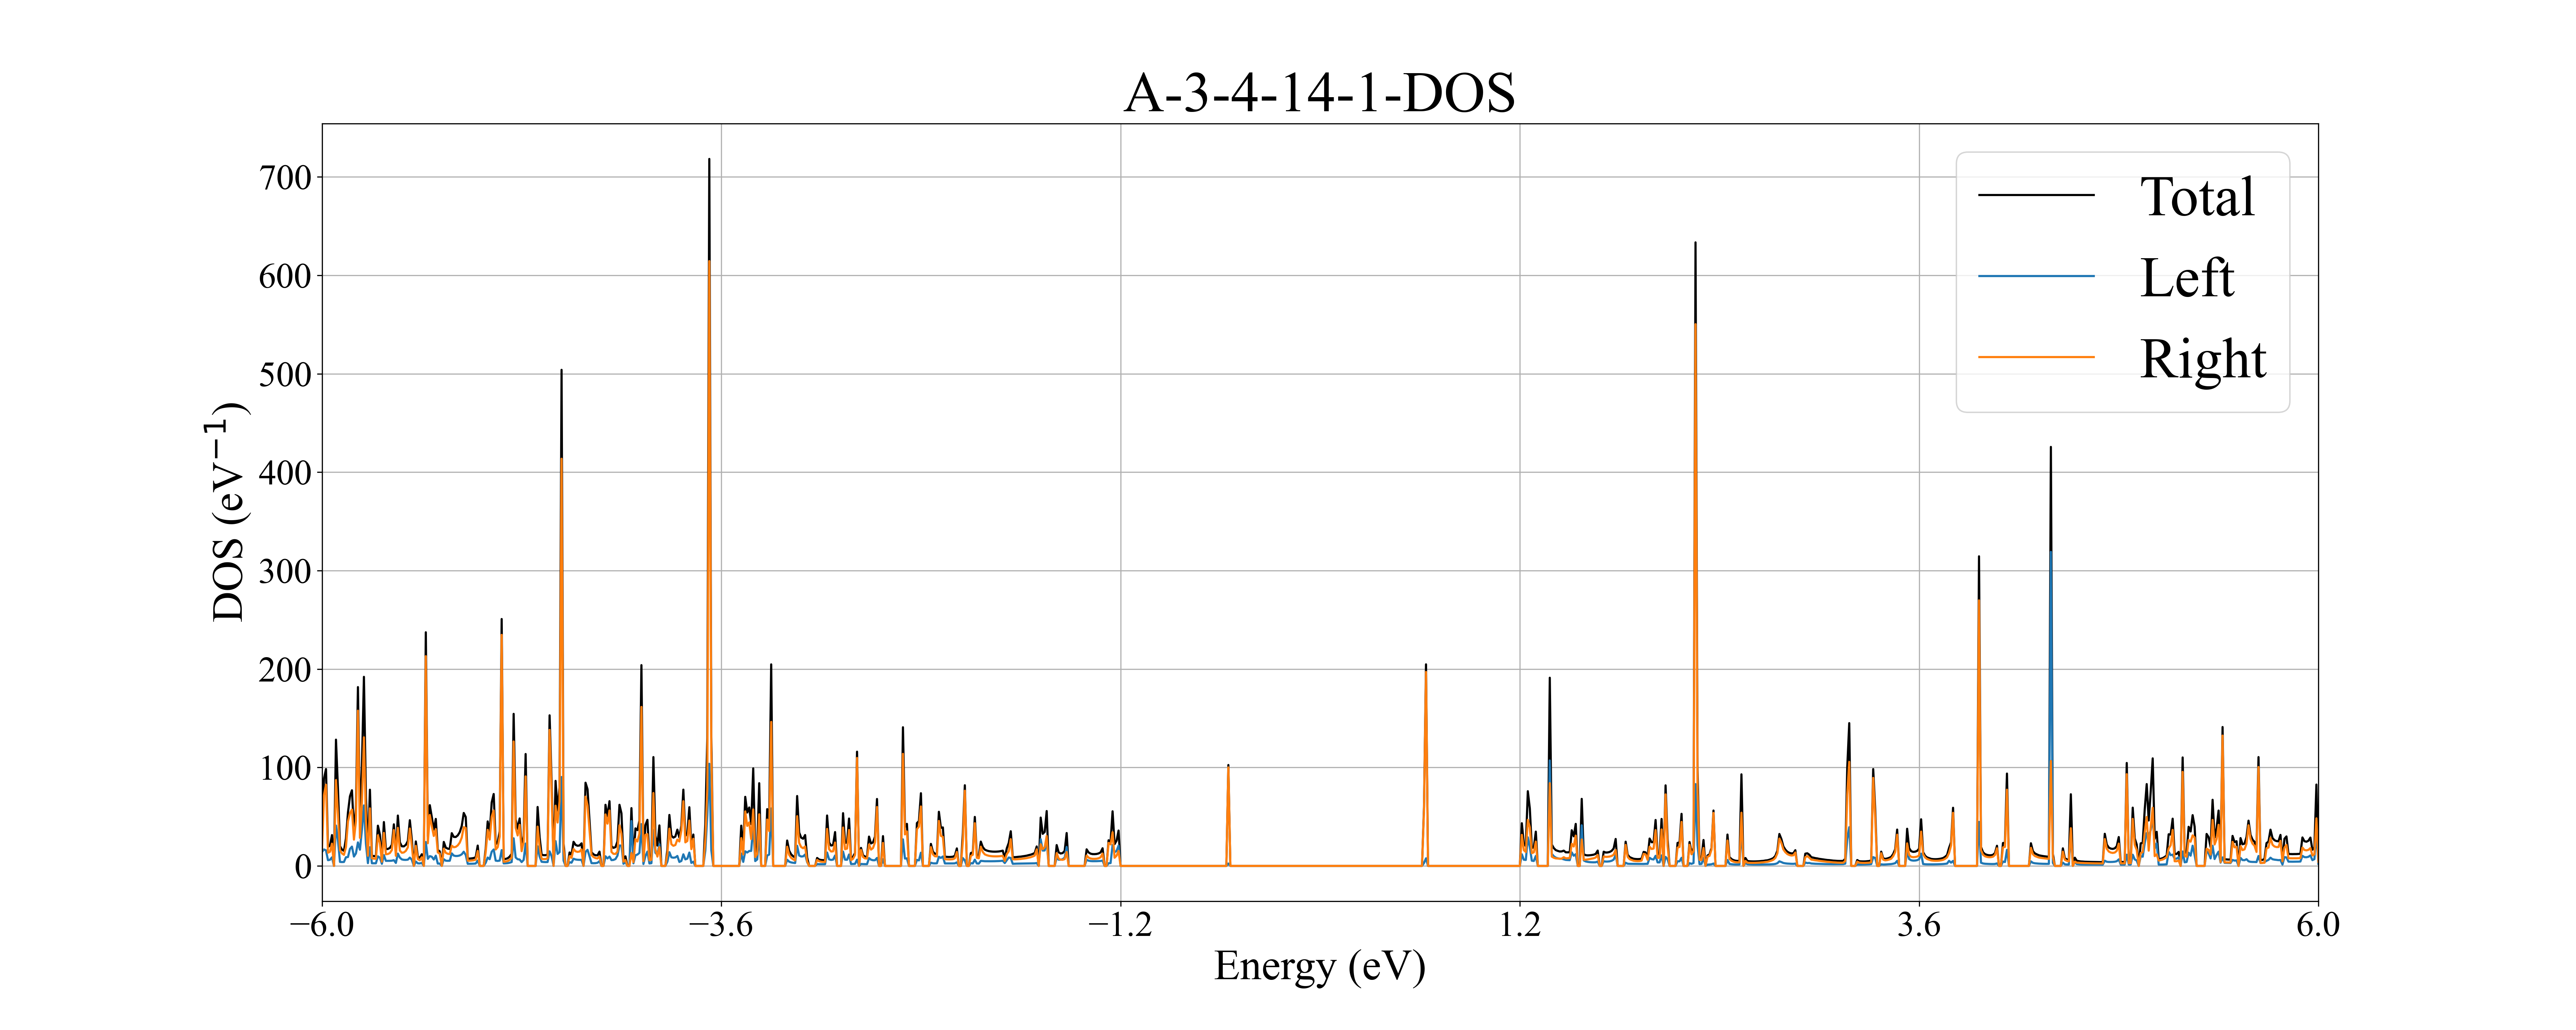 A-3-4-14-1-DOS
DOS (eV⁻¹)
700
600
500
400
300
200
100
0
Total
Left
Right
−6.0 −3.6 −1.2 1.2 3.6 6.0
Energy (eV)